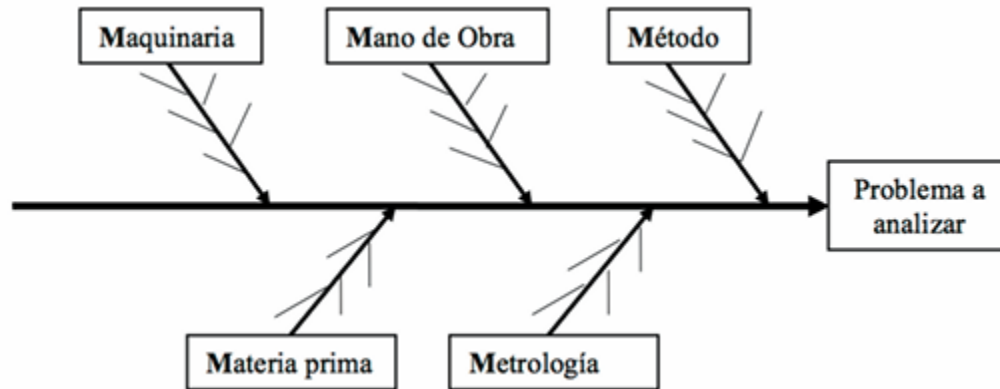 Maquinaria
Mano de Obra
Método
Problema a
analizar
Materia prima
Metrología